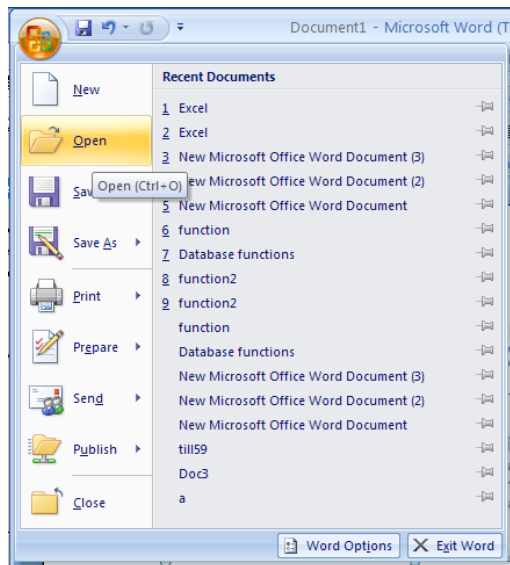 Document1 - Microsoft Word (T
New
Open
Open (Ctrl+O)
Sav
Save As
Print
Prepare
Send
Publish
Close
Recent Documents
1 Excel
2 Excel
3 New Microsoft Office Word Document (3)
ew Microsoft Office Word Document (2)
5 New Microsoft Office Word Document
6 function
7 Database functions
8 function2
9 function2
function
Database functions
New Microsoft Office Word Document (3)
New Microsoft Office Word Document (2)
New Microsoft Office Word Document
till59
Doc3
a
Word Options
Exit Word